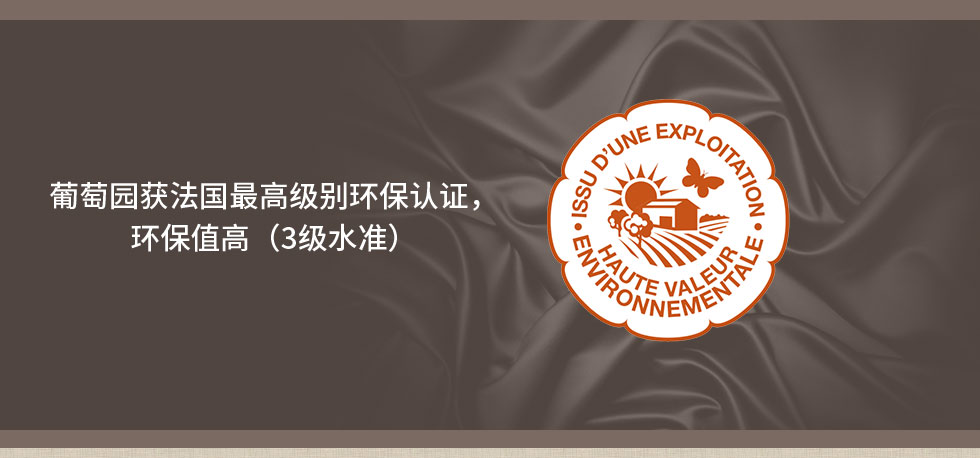 葡萄园获法国最高级别环保认证，
环保值高（3级水准）
• ISSU D'UNE EXPLOITATION •
HAUTE VALEUR
ENVIRONNEMENTALE